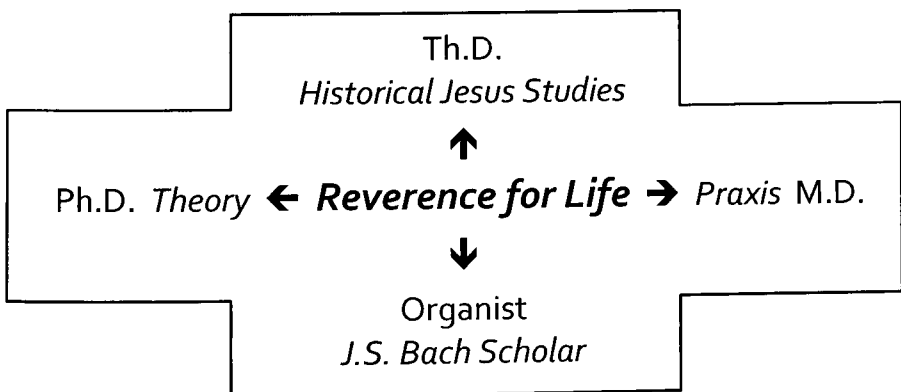 Th.D.
Historical Jesus Studies
Ph.D. Theory ← Reverence for Life → Praxis M.D.
Organist
J.S. Bach Scholar